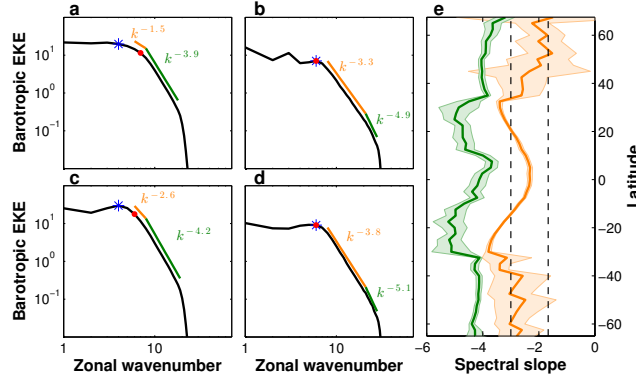 a
b
e
k^{-1.5}
k^{-3.9}
k^{-3.3}
k^{-4.9}
Barotropic EKE
10^1
10^0
10^{-1}
Barotropic EKE
10^1
10^0
10^{-1}
c
d
k^{-2.6}
k^{-4.2}
k^{-3.8}
k^{-5.1}
1
10
Zonal wavenumber
1
10
Zonal wavenumber
60
40
20
0
−20
−40
−60
Latitude
−6
−4
−2
0
Spectral slope